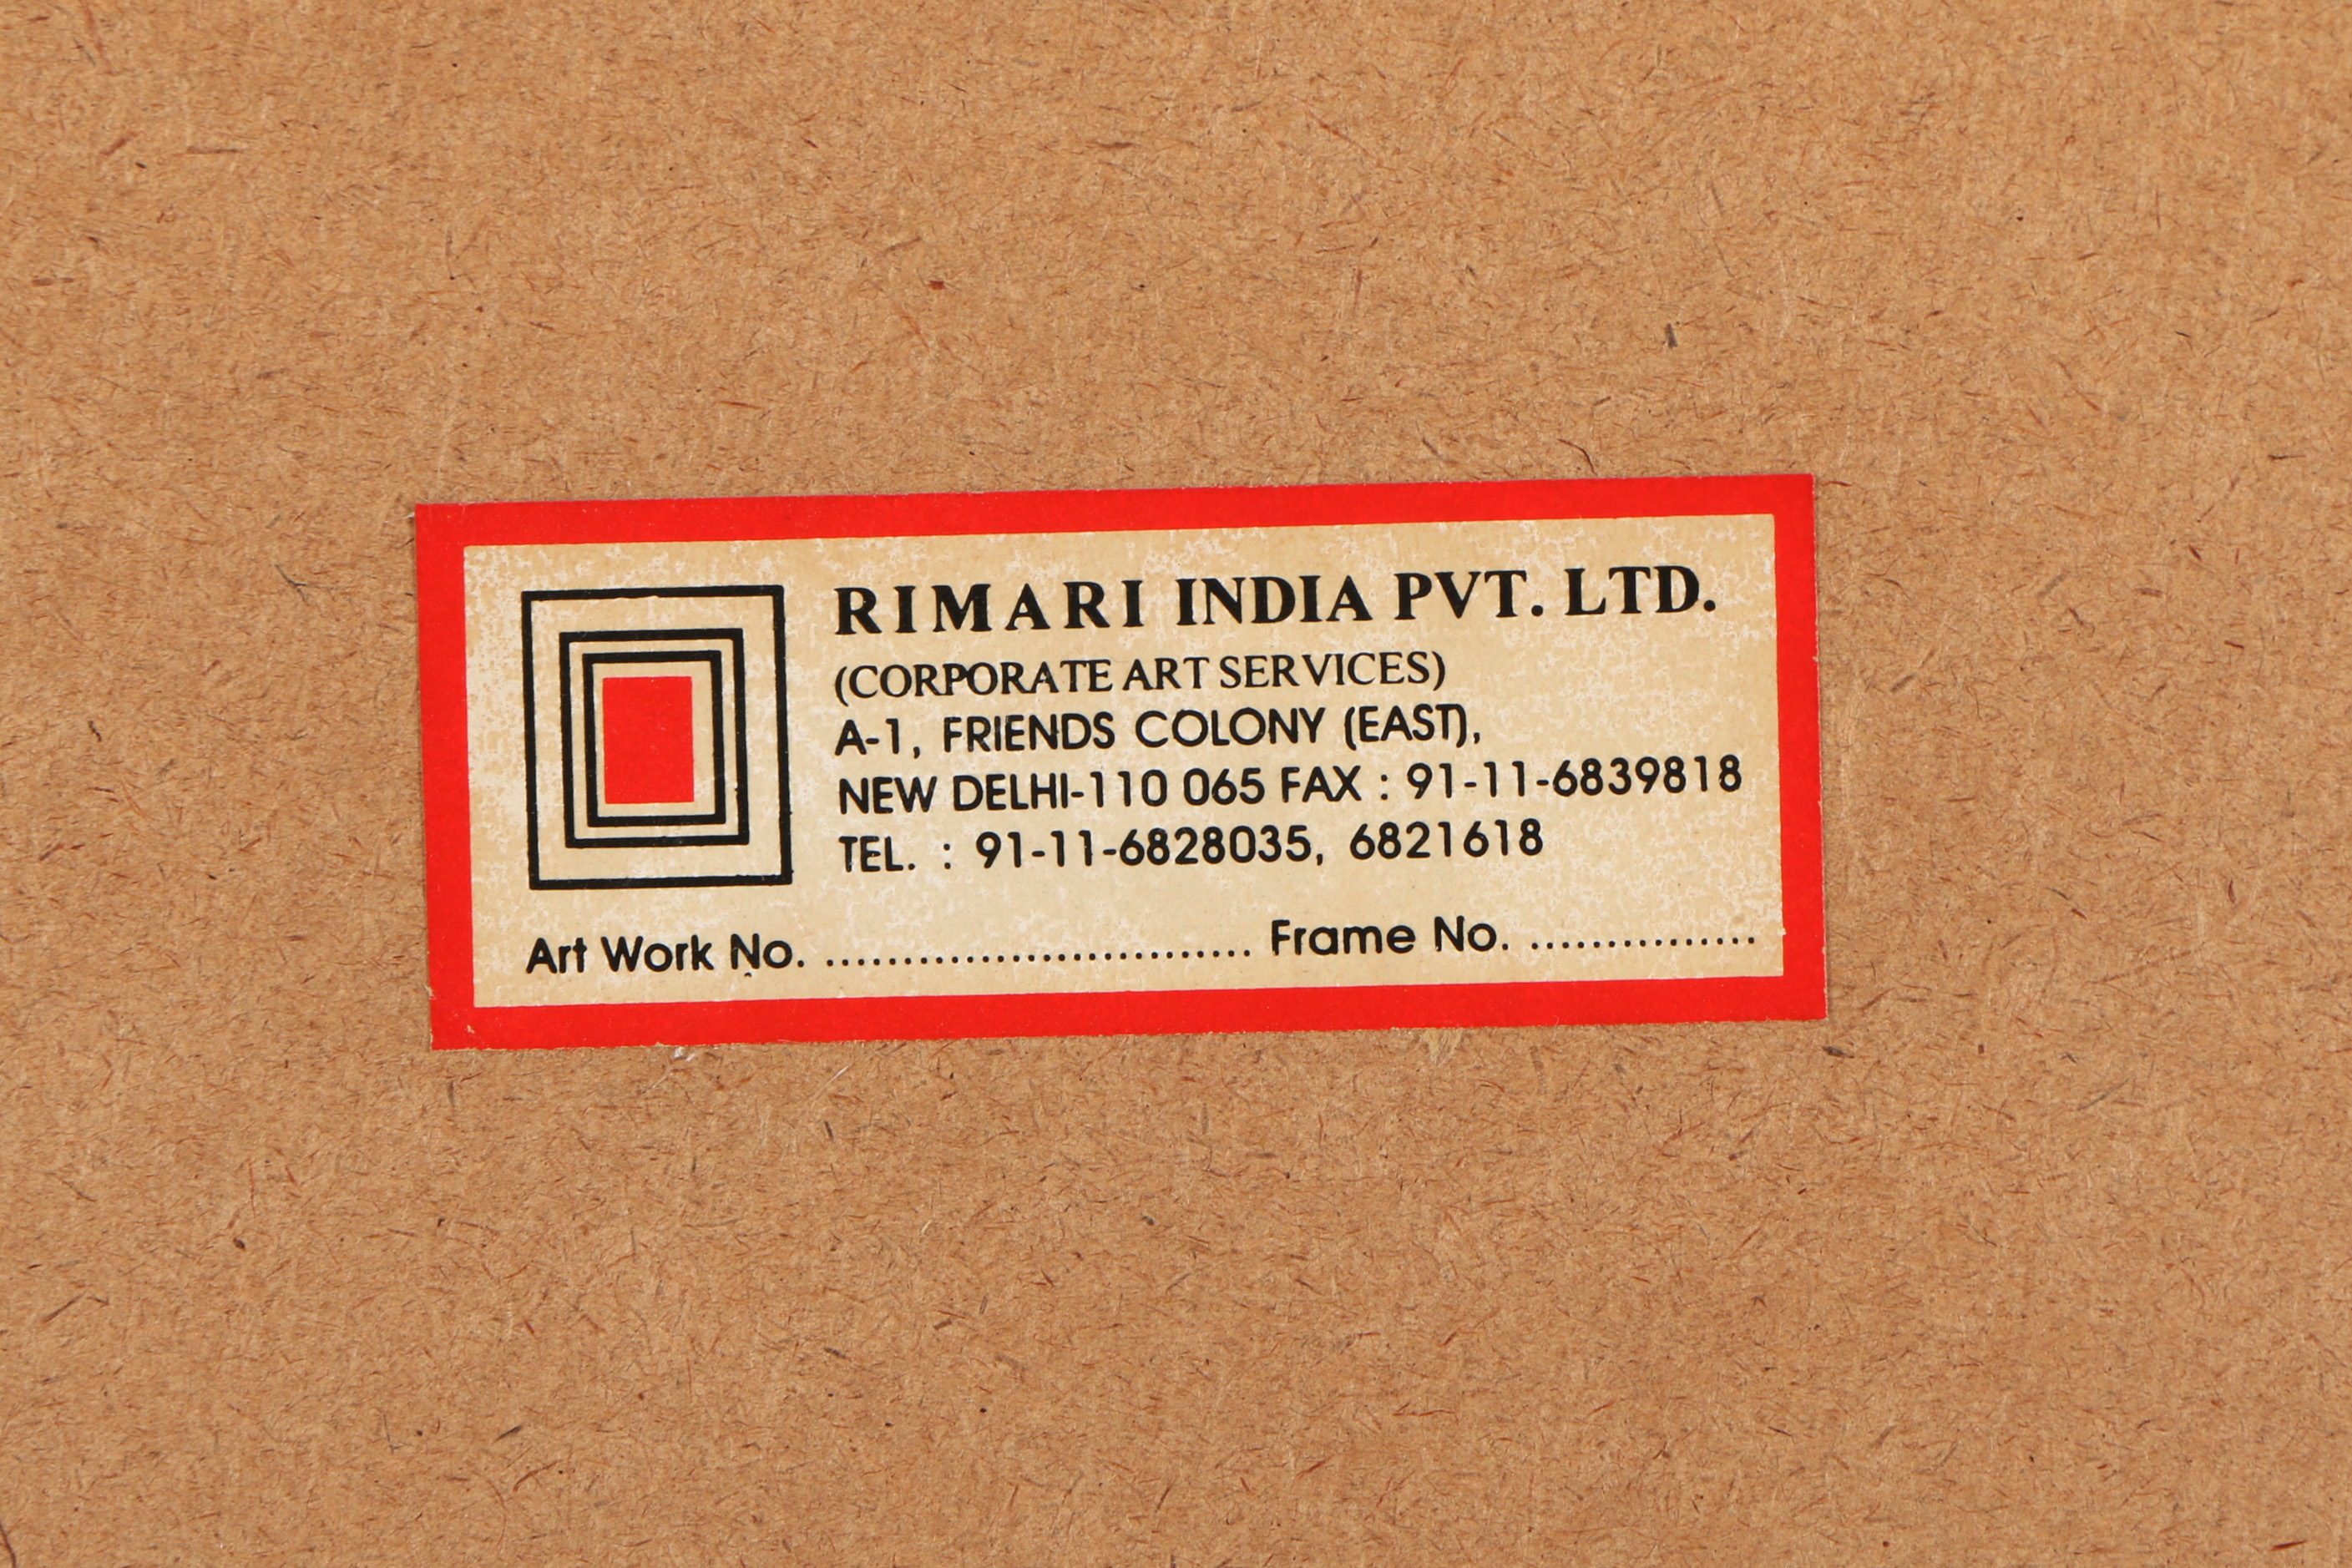 RIMARI INDIA PVT. LTD.
(CORPORATE ART SERVICES)
A-1, FRIENDS COLONY (EAST),
NEW DELHI-110 065 FAX : 91-11-6839818
TEL. : 91-11-6828035, 6821618
Art Work No. ............................ Frame No. ...............